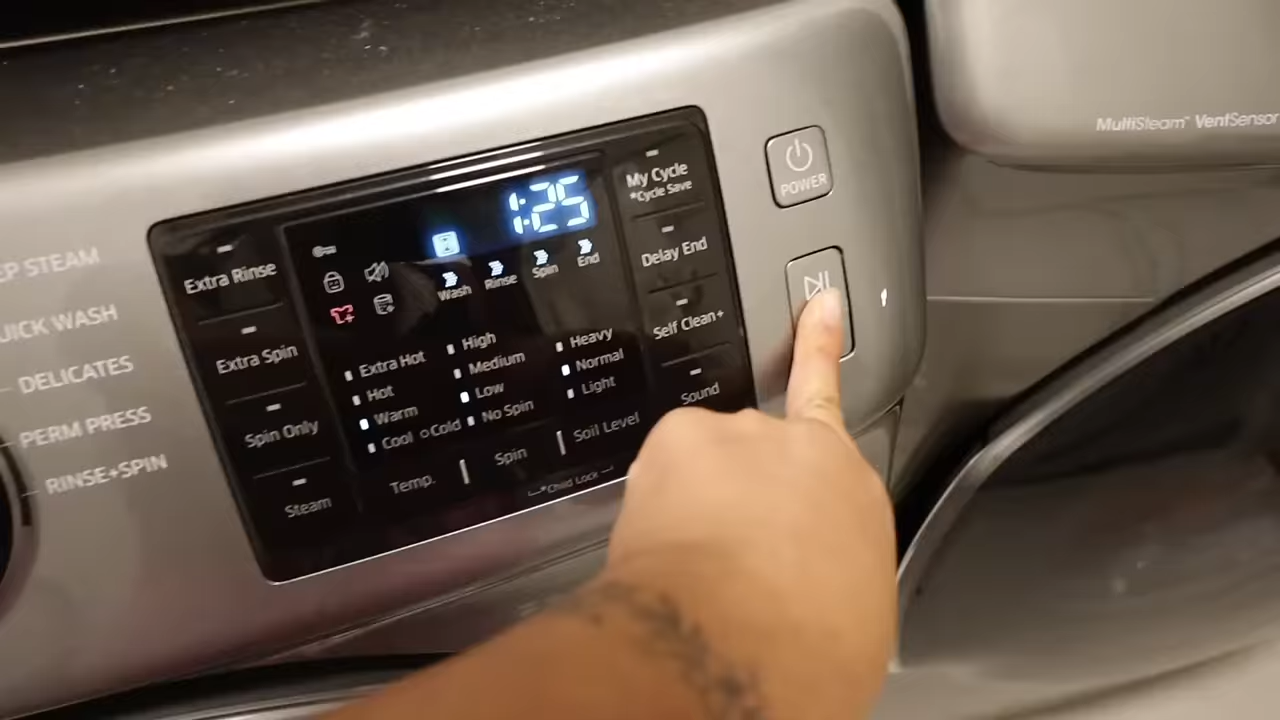 MultiSteam™ VentSensor
POWER
1:25
My Cycle
*Cycle Save
Delay End
Self Clean+
Sound
Extra Rinse
Extra Spin
Spin Only
Steam
Wash
Rinse
Spin
End
Extra Hot
Hot
Warm
Cool
Cold
Temp.
High
Medium
Low
No Spin
Spin
Heavy
Normal
Light
Soil Level
*Child Lock
EP STEAM
UICK WASH
DELICATES
PERM PRESS
RINSE+SPIN